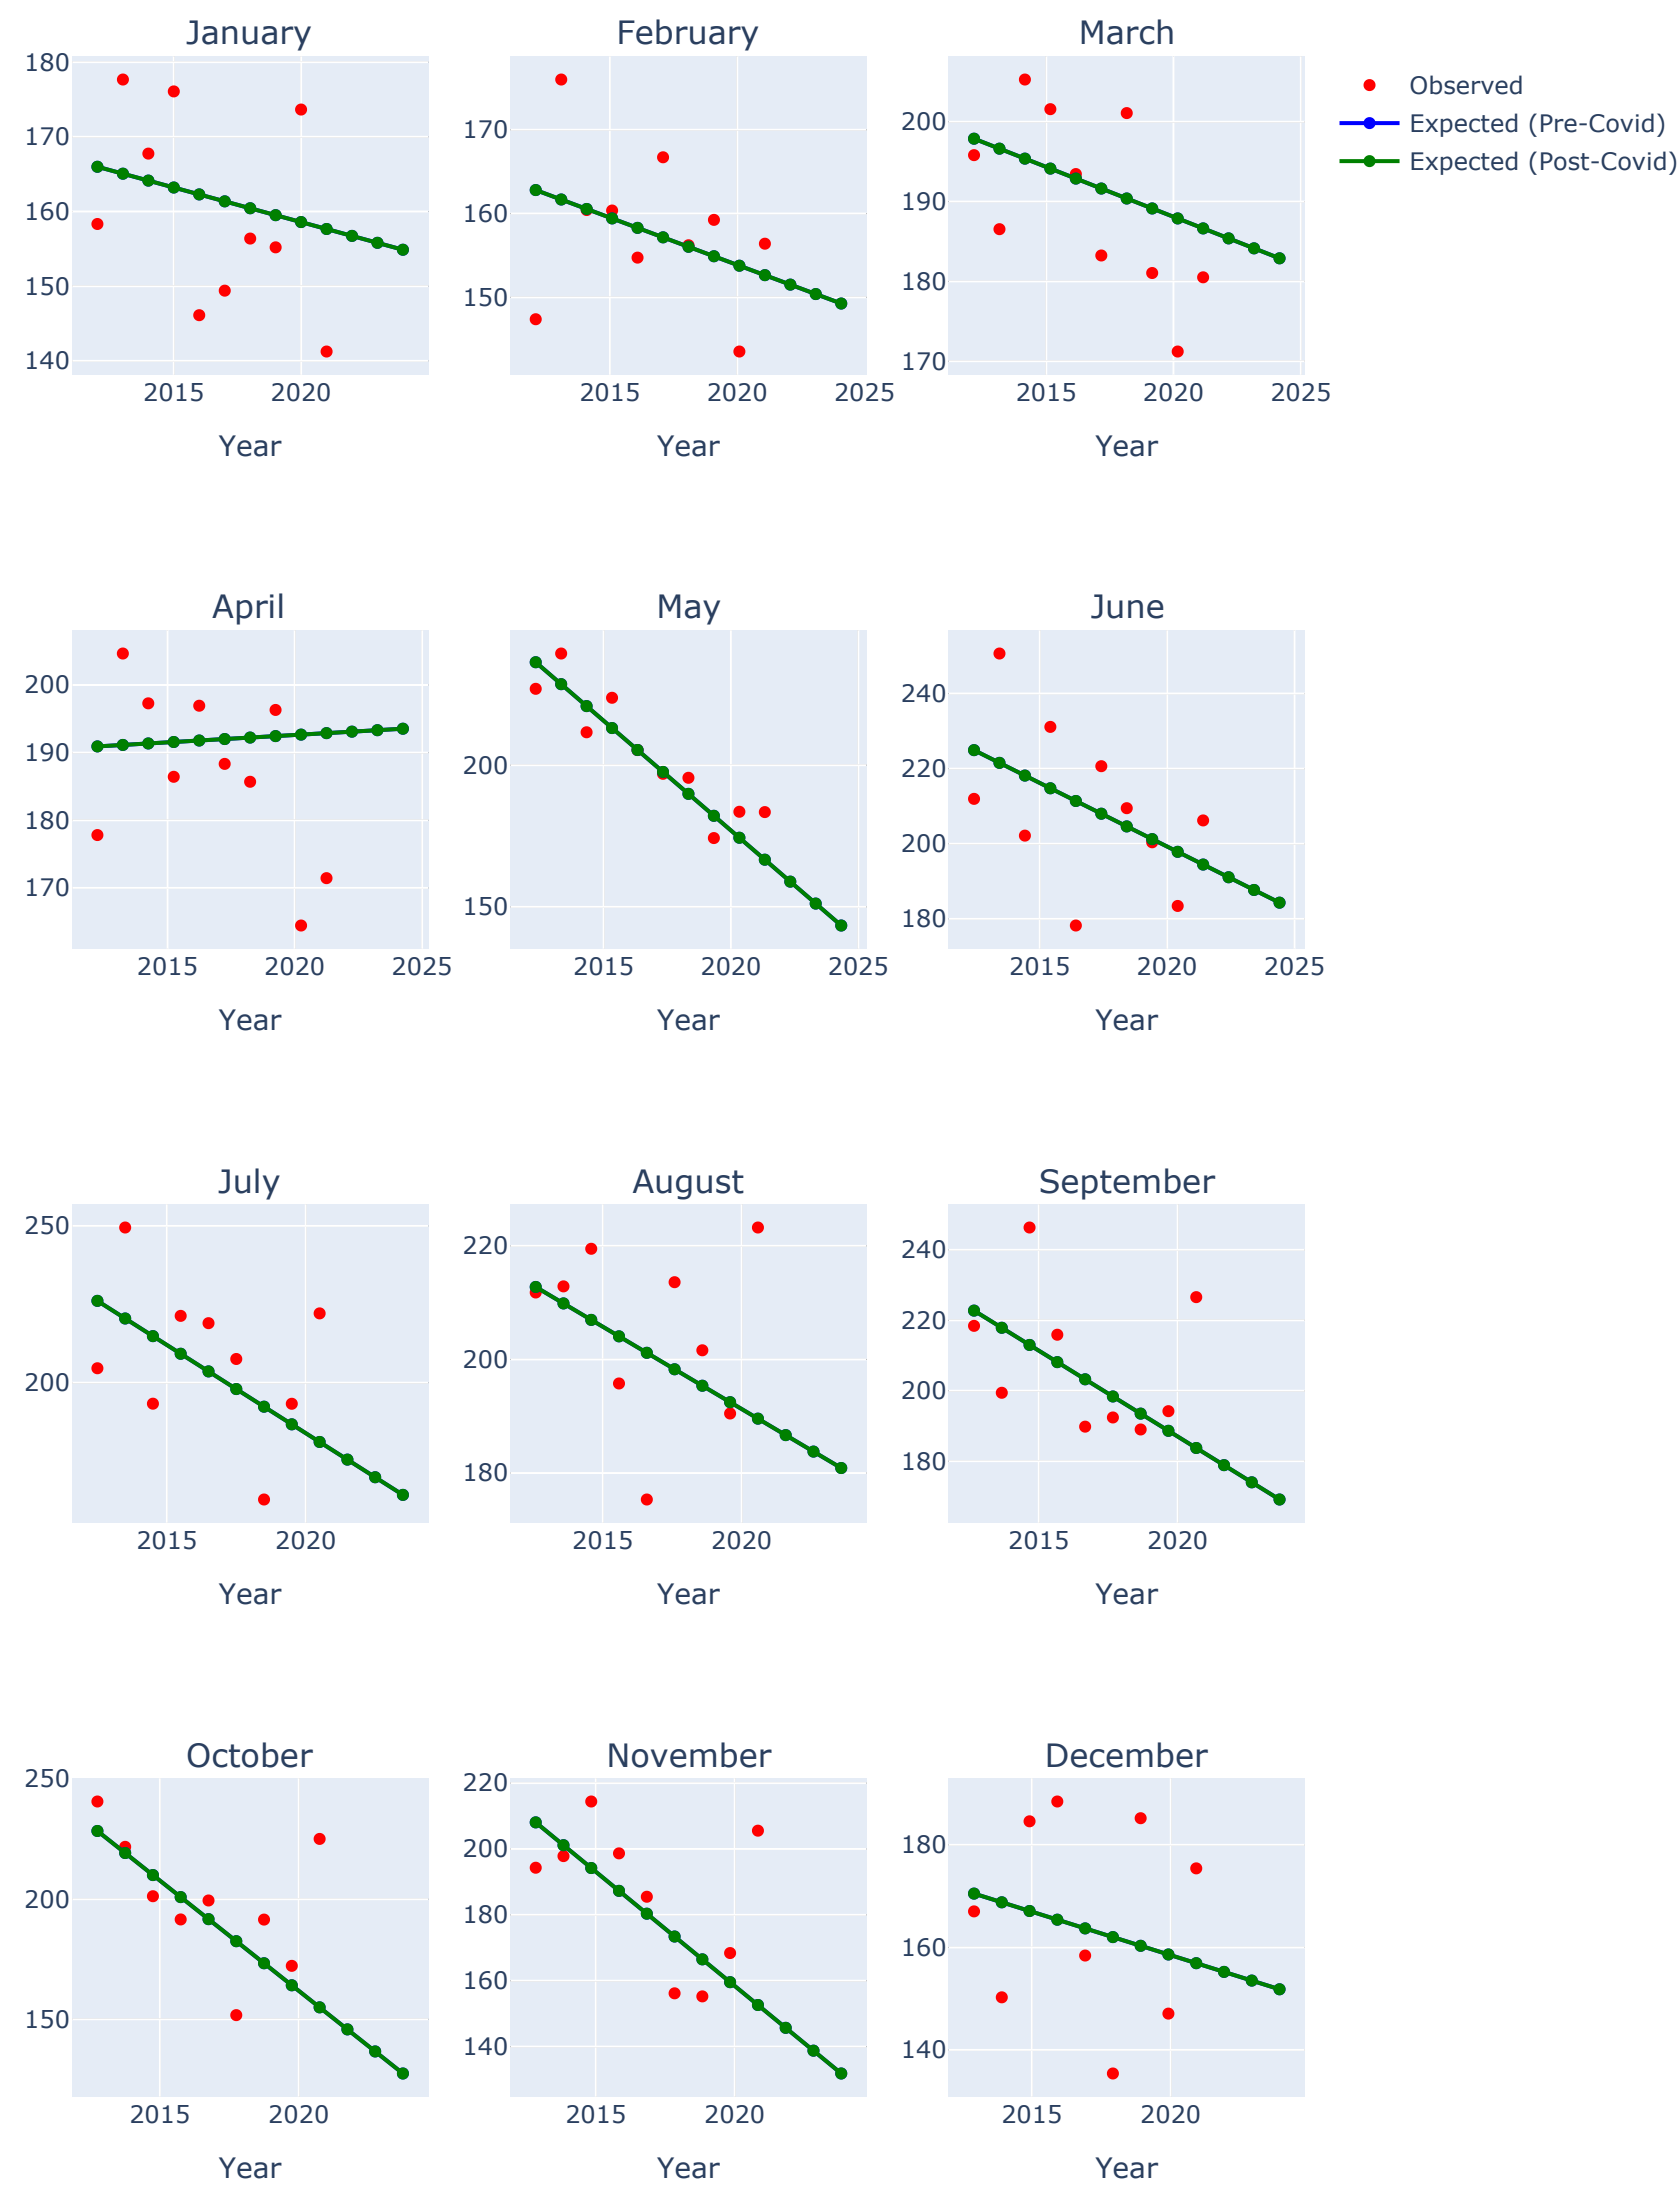 January
February
March
Observed
Expected (Pre-Covid)
Expected (Post-Covid)
180
170
160
150
140
2015
2020
Year
170
160
150
2015
2020
2025
Year
200
190
180
170
2015
2020
2025
Year
April
May
June
200
190
180
170
2015
2020
2025
Year
200
150
2015
2020
2025
Year
240
220
200
180
2015
2020
2025
Year
July
August
September
250
200
2015
2020
Year
220
200
180
2015
2020
Year
240
220
200
180
2015
2020
Year
October
November
December
250
200
150
2015
2020
Year
220
200
180
160
140
2015
2020
Year
180
160
140
2015
2020
Year